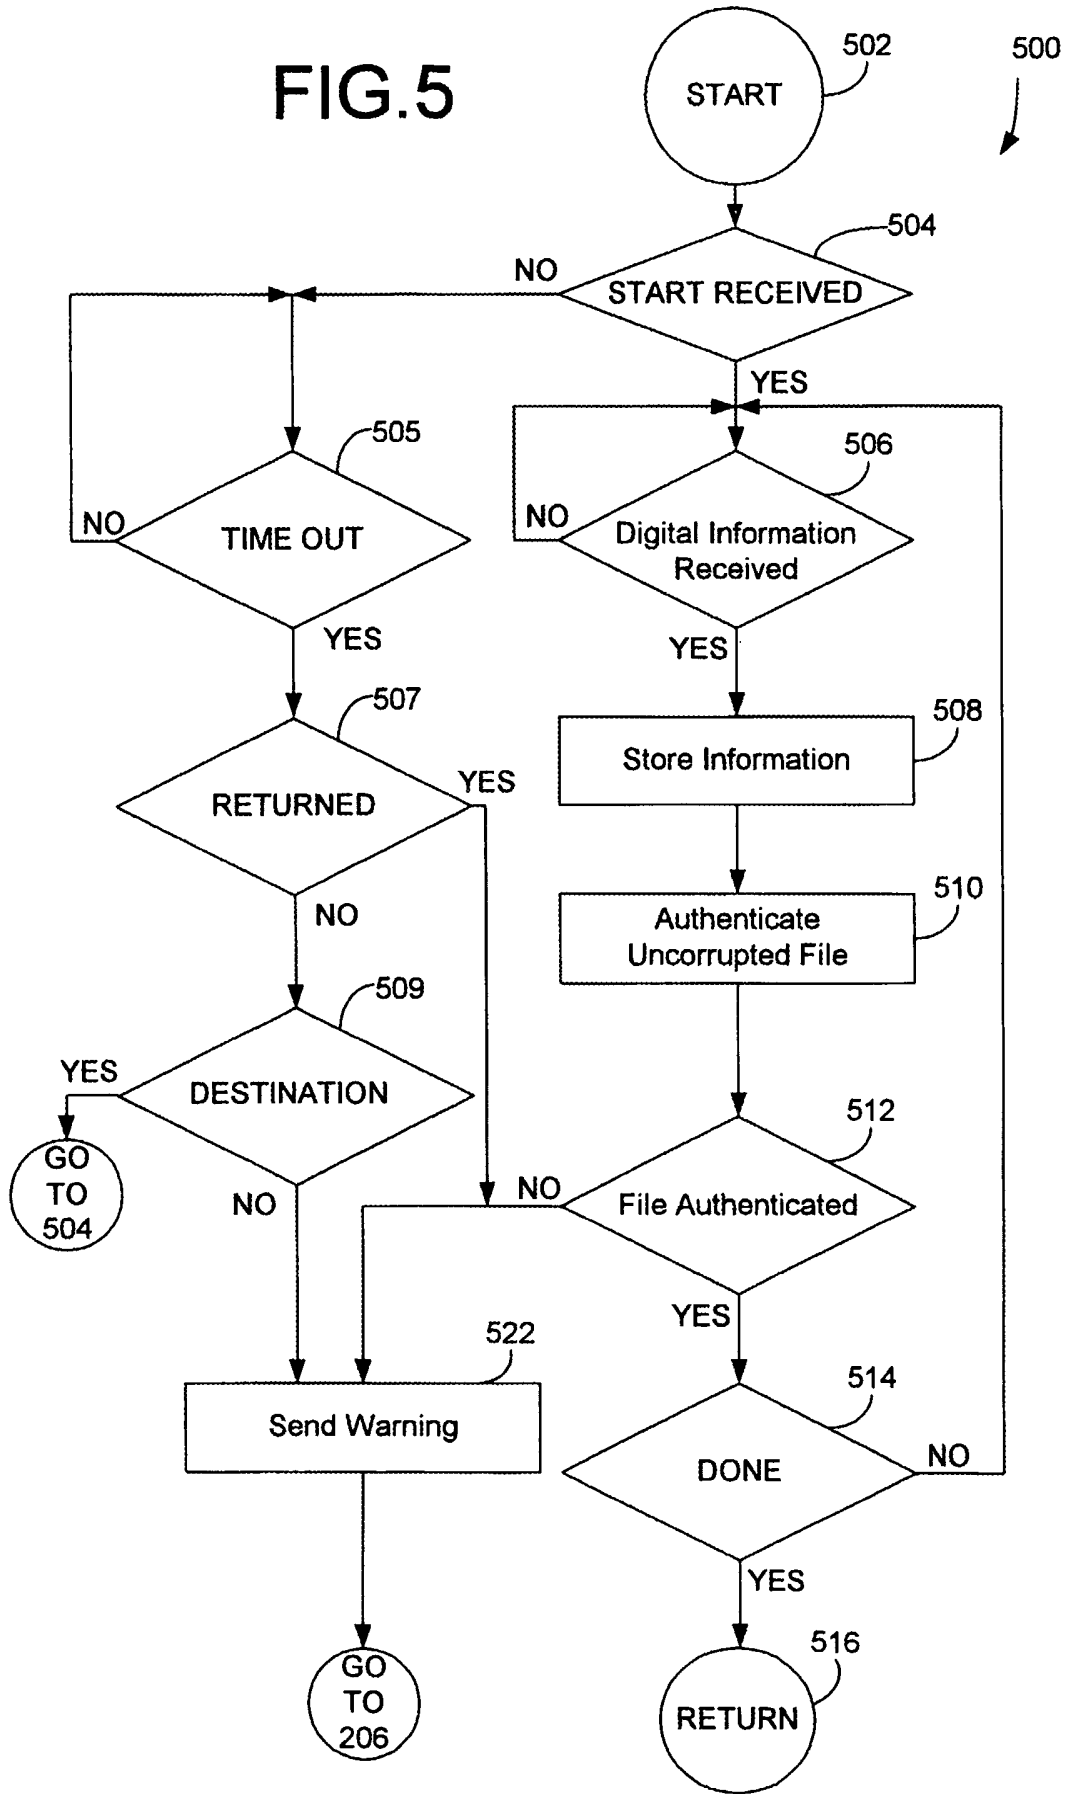 FIG.5
502
500
START
504
NO
START RECEIVED
YES
505
506
NO
TIME OUT
NO
Digital Information
Received
YES
YES
507
508
YES
RETURNED
Store Information
NO
510
Authenticate
Uncorrupted File
509
YES
DESTINATION
512
GO
TO
504
NO
NO
File Authenticated
YES
522
514
Send Warning
NO
DONE
YES
516
GO
TO
206
RETURN